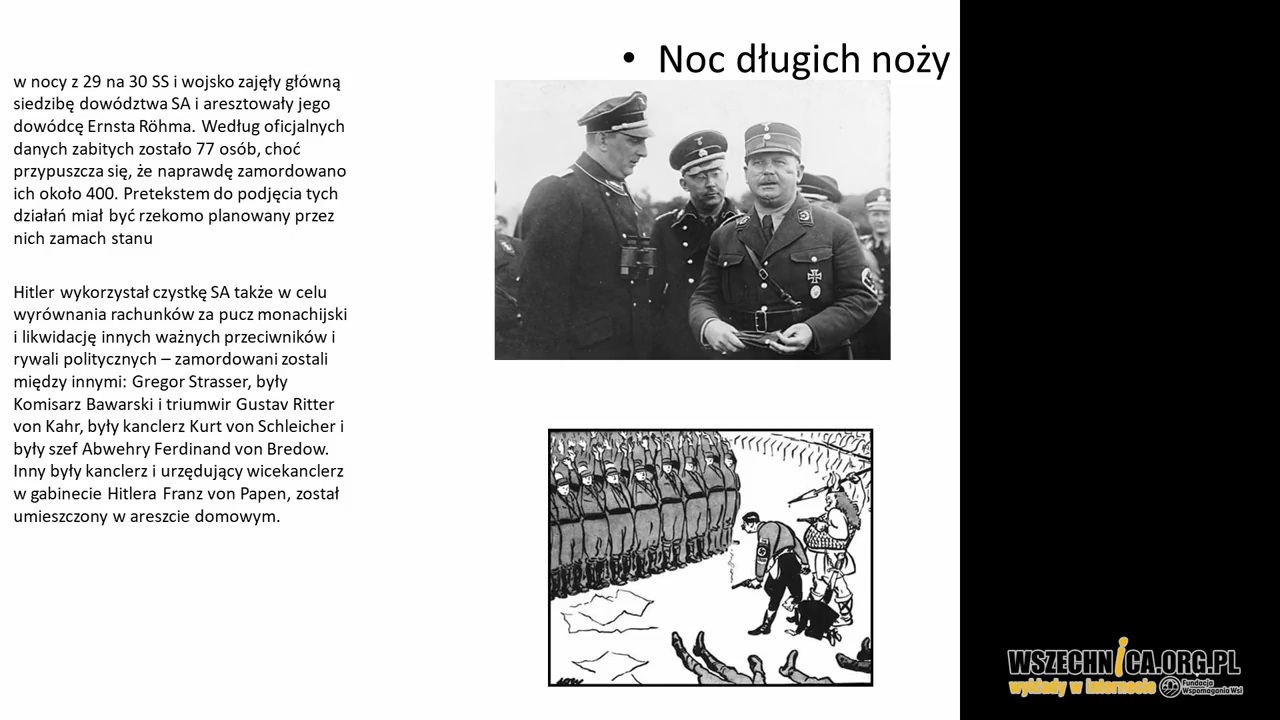 • Noc długich noży
w nocy z 29 na 30 SS i wojsko zajęły główną
siedzibę dowództwa SA i aresztowały jego
dowódcę Ernsta Röhma. Według oficjalnych
danych zabitych zostało 77 osób, choć
przypuszcza się, że naprawdę zamordowano
ich około 400. Pretekstem do podjęcia tych
działań miał być rzekomo planowany przez
nich zamach stanu
Hitler wykorzystał czystkę SA także w celu
wyrównania rachunków za pucz monachijski
i likwidację innych ważnych przeciwników i
rywali politycznych – zamordowani zostali
między innymi: Gregor Strasser, były
Komisarz Bawarski i triumwir Gustav Ritter
von Kahr, były kanclerz Kurt von Schleicher i
były szef Abwehry Ferdinand von Bredow.
Inny były kanclerz i urzędujący wicekanclerz
w gabinecie Hitlera Franz von Papen, został
umieszczony w areszcie domowym.
LOW
WSZECHNICA.ORG.PL
wykłady w internecie
Fundacja
Wspomagania Wsi